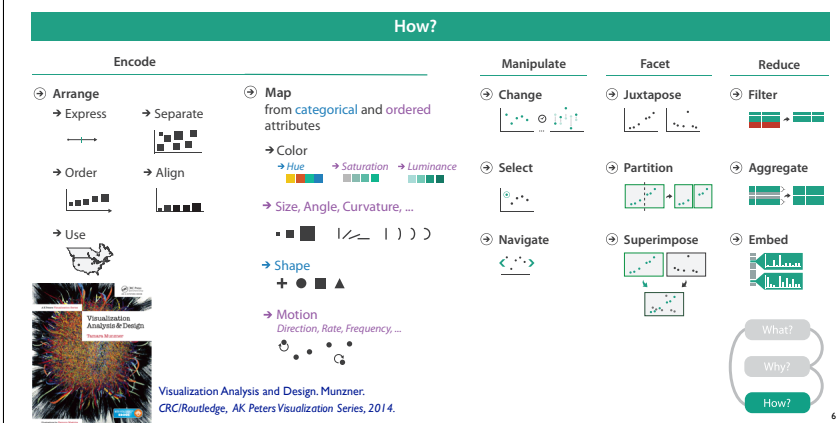 How?
Encode
Arrange
Express
Separate
Order
Align
Use
Map
from categorical and ordered
attributes
Color
Hue
Saturation
Luminance
Size, Angle, Curvature, ...
Shape
Motion
Direction, Rate, Frequency, ...
Manipulate
Change
...
Select
Navigate
Facet
Juxtapose
Partition
Superimpose
Reduce
Filter
Aggregate
Embed
What?
Why?
How?
Visualization
Analysis & Design
Tamara Munzner
Visualization Analysis and Design. Munzner.
CRC/Routledge, AK Peters Visualization Series, 2014.
6